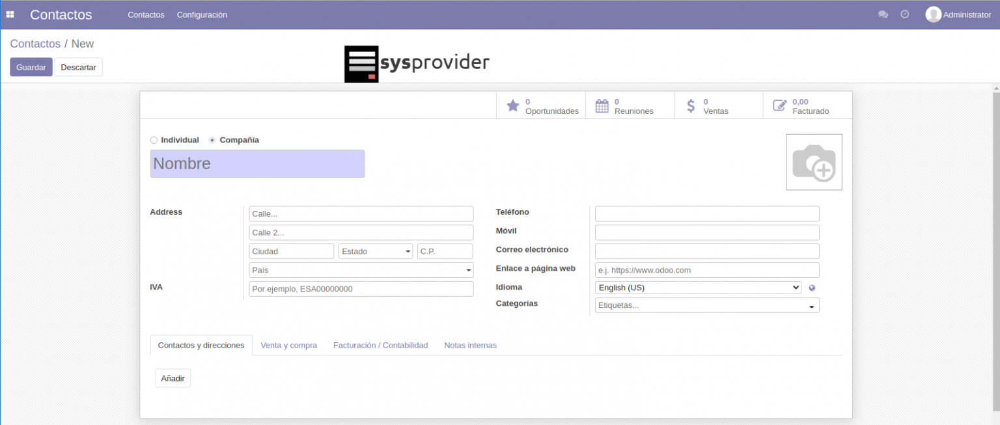 Contactos Contactos Configuración Administrator
Contactos / New
Guardar Descartar
sysprovider
0 Oportunidades
0 Reuniones
0 Ventas
0,00 Facturado
Individual Compañía
Nombre
Address
Calle...
Calle 2...
Ciudad Estado C.P.
País
IVA Por ejemplo, ESA00000000
Teléfono
Móvil
Correo electrónico
Enlace a página web e.j. https://www.odoo.com
Idioma English (US)
Categorías Etiquetas...
Contactos y direcciones Venta y compra Facturación / Contabilidad Notas internas
Añadir